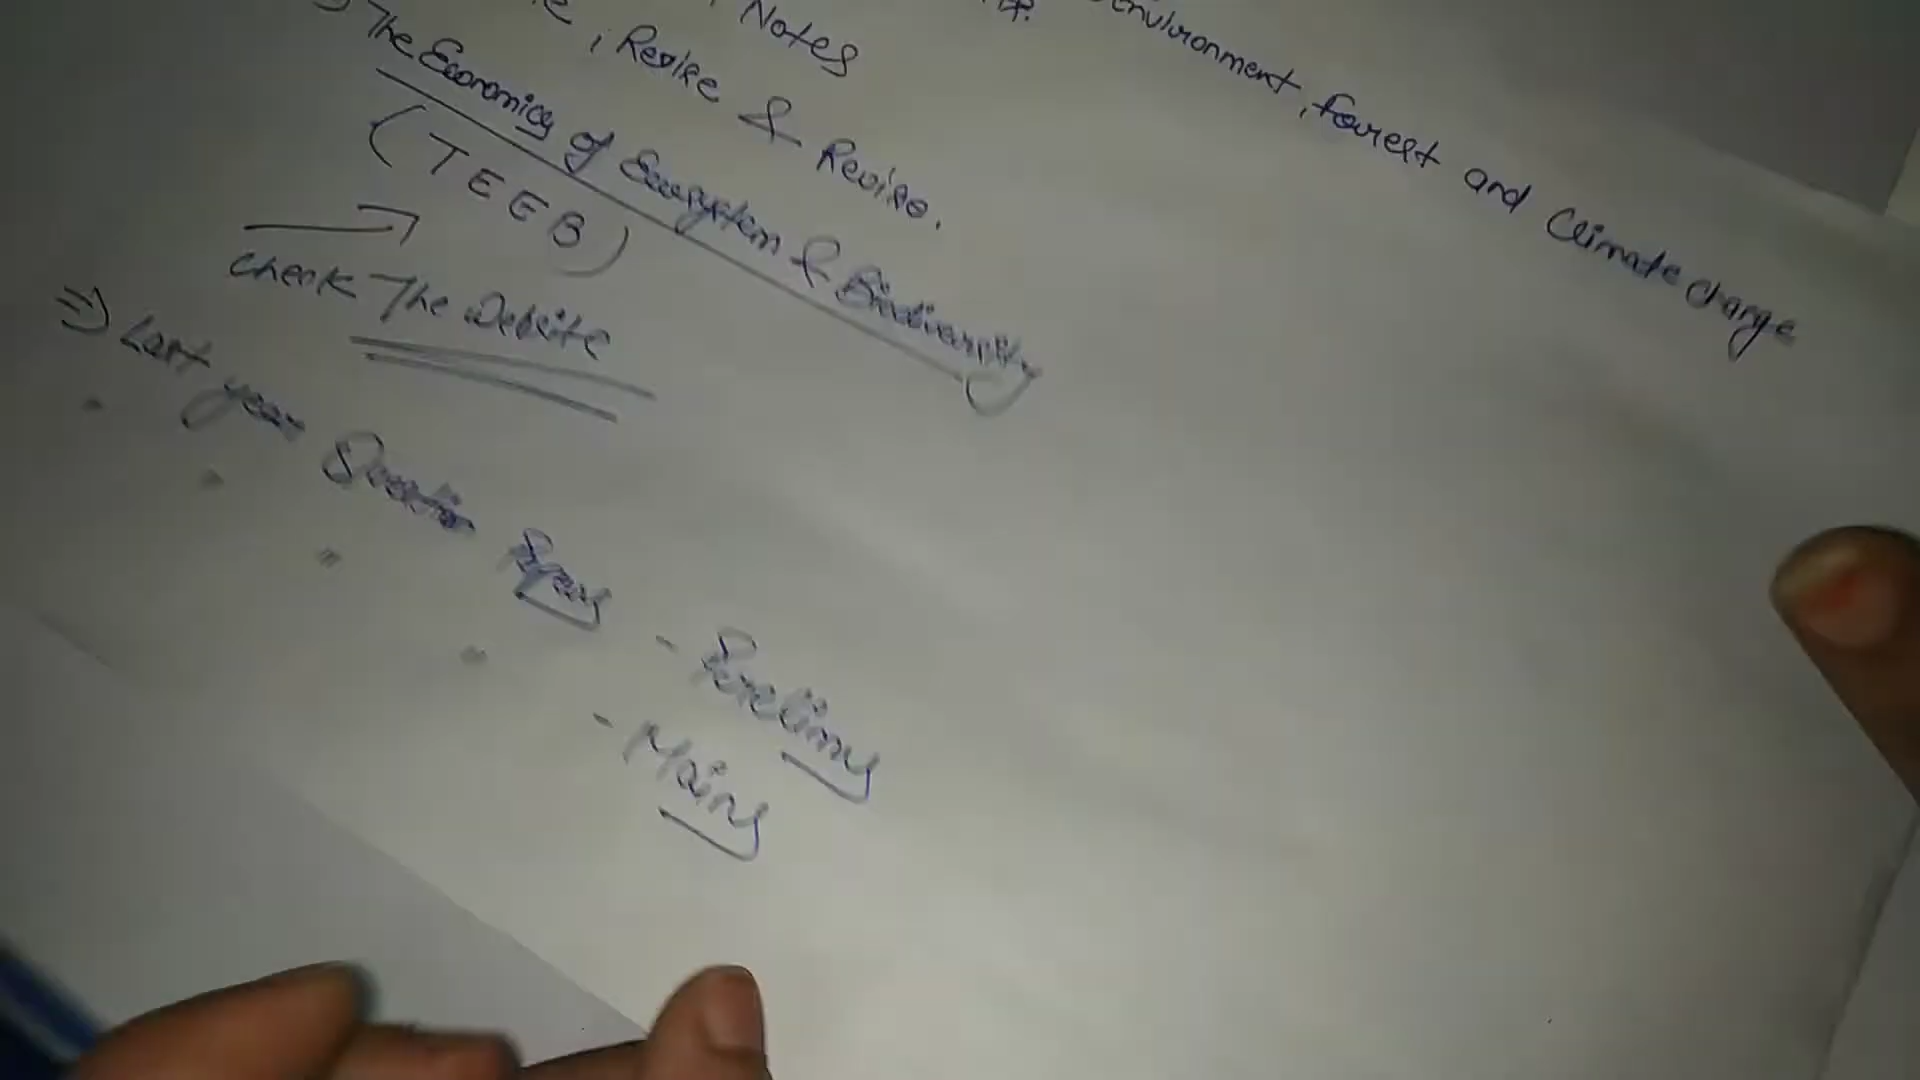 environment, forest and Climate change
Notes
, Revise & Revise.
The Economics of Ecosystem & Biodiversity
(TEEB)
check The Website
⇒ Last year Question Papers - Prelims
" " " " - Mains